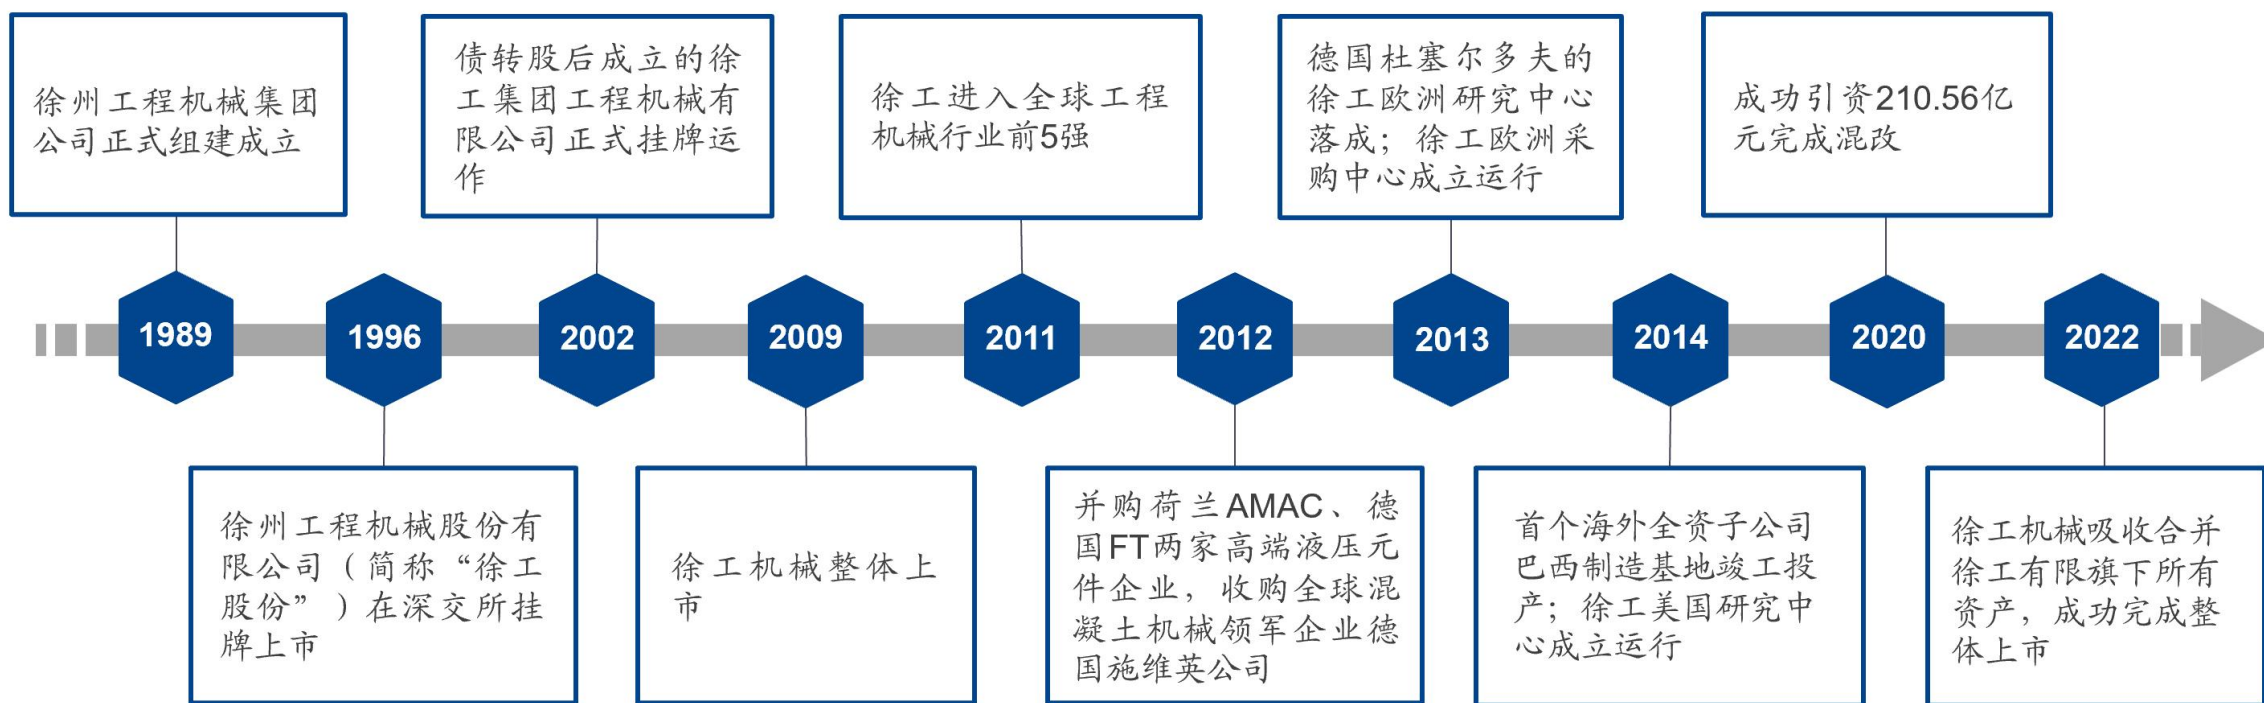 徐州工程机械集团
公司正式组建成立
债转股后成立的徐
工集团工程机械有
限公司正式挂牌运
作
徐工进入全球工程
机械行业前5强
德国杜塞尔多夫的
徐工欧洲研究中心
落成；徐工欧洲采
购中心成立运行
成功引资210.56亿
元完成混改
1989
1996
2002
2009
2011
2012
2013
2014
2020
2022
徐州工程机械股份有
限公司（简称“徐工
股份”）在深交所挂
牌上市
徐工机械整体上
市
并购荷兰AMAC、德
国FT两家高端液压元
件企业，收购全球混
凝土机械领军企业德
国施维英公司
首个海外全资子公司
巴西制造基地竣工投
产；徐工美国研究中
心成立运行
徐工机械吸收合并
徐工有限旗下所有
资产，成功完成整
体上市